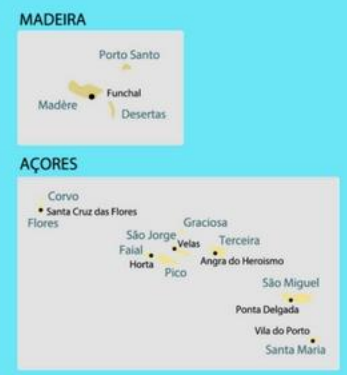 MADEIRA
Porto Santo
Funchal
Madère
Desertas
AÇORES
Corvo
Santa Cruz das Flores
Flores
Graciosa
São Jorge
Velas
Terceira
Faial
Horta
Pico
Angra do Heroismo
São Miguel
Ponta Delgada
Vila do Porto
Santa Maria